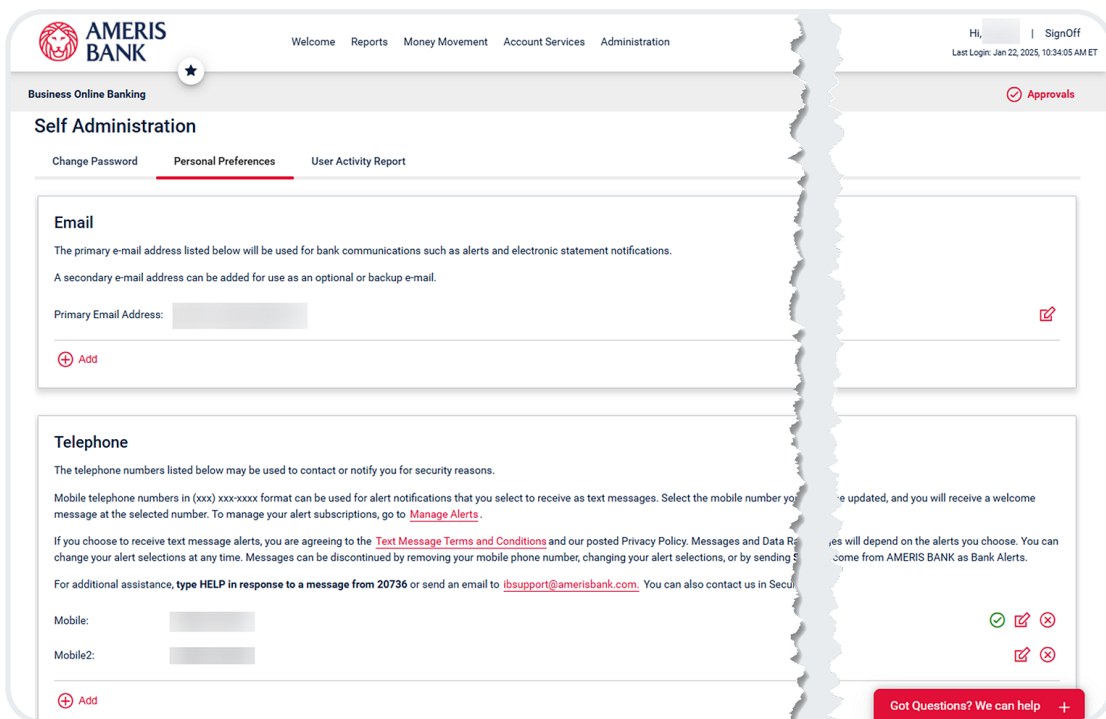 AMERIS
BANK
Welcome Reports Money Movement Account Services Administration
Hi, | SignOff
Last Login: Jan 22, 2025, 10:34:05 AM ET
Business Online Banking
Approvals
Self Administration
Change Password Personal Preferences User Activity Report
Email
The primary e-mail address listed below will be used for bank communications such as alerts and electronic statement notifications.
A secondary e-mail address can be added for use as an optional or backup e-mail.
Primary Email Address:
Add
Telephone
The telephone numbers listed below may be used to contact or notify you for security reasons.
Mobile telephone numbers in (xxx) xxx-xxxx format can be used for alert notifications that you select to receive as text messages. Select the mobile number updated, and you will receive a welcome
message at the selected number. To manage your alert subscriptions, go to Manage Alerts.
If you choose to receive text message alerts, you are agreeing to the Text Message Terms and Conditions and our posted Privacy Policy. Messages and Data will depend on the alerts you choose. You can
change your alert selections at any time. Messages can be discontinued by removing your mobile phone number, changing your alert selections, or by sending come from AMERIS BANK as Bank Alerts.
For additional assistance, type HELP in response to a message from 20736 or send an email to ibsupport@amerisbank.com. You can also contact us in
Mobile:
Mobile2:
Add
Got Questions? We can help +